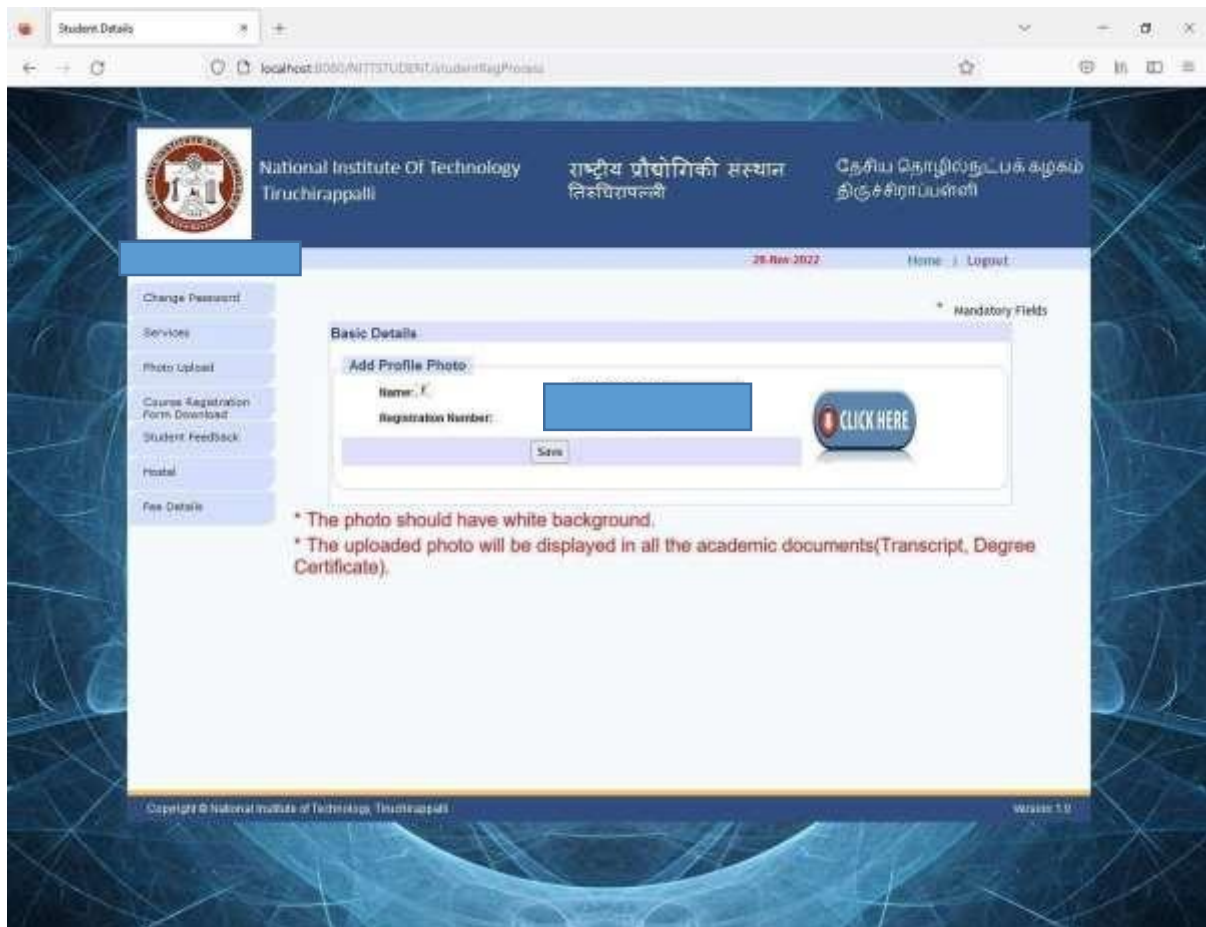 Student Details
localhost:8080/NITTSTUDENT/studentRegProcess
National Institute Of Technology
Tiruchirappalli
राष्ट्रीय प्रौद्योगिकी संस्थान
तिरुचिरापल्ली
தேசிய தொழில்நுட்பக் கழகம்
திருச்சிராப்பள்ளி
Home | Logout
* Mandatory Fields
Change Password
Services
Photo Upload
Course Registration
Form Download
Student Feedback
Hostel
Fee Details
Basic Details
Add Profile Photo
Name:
Registration Number:
CLICK HERE
Save
* The photo should have white background.
* The uploaded photo will be displayed in all the academic documents(Transcript, Degree
Certificate).
Copyright © National Institute of Technology, Tiruchirappalli
Version 1.0